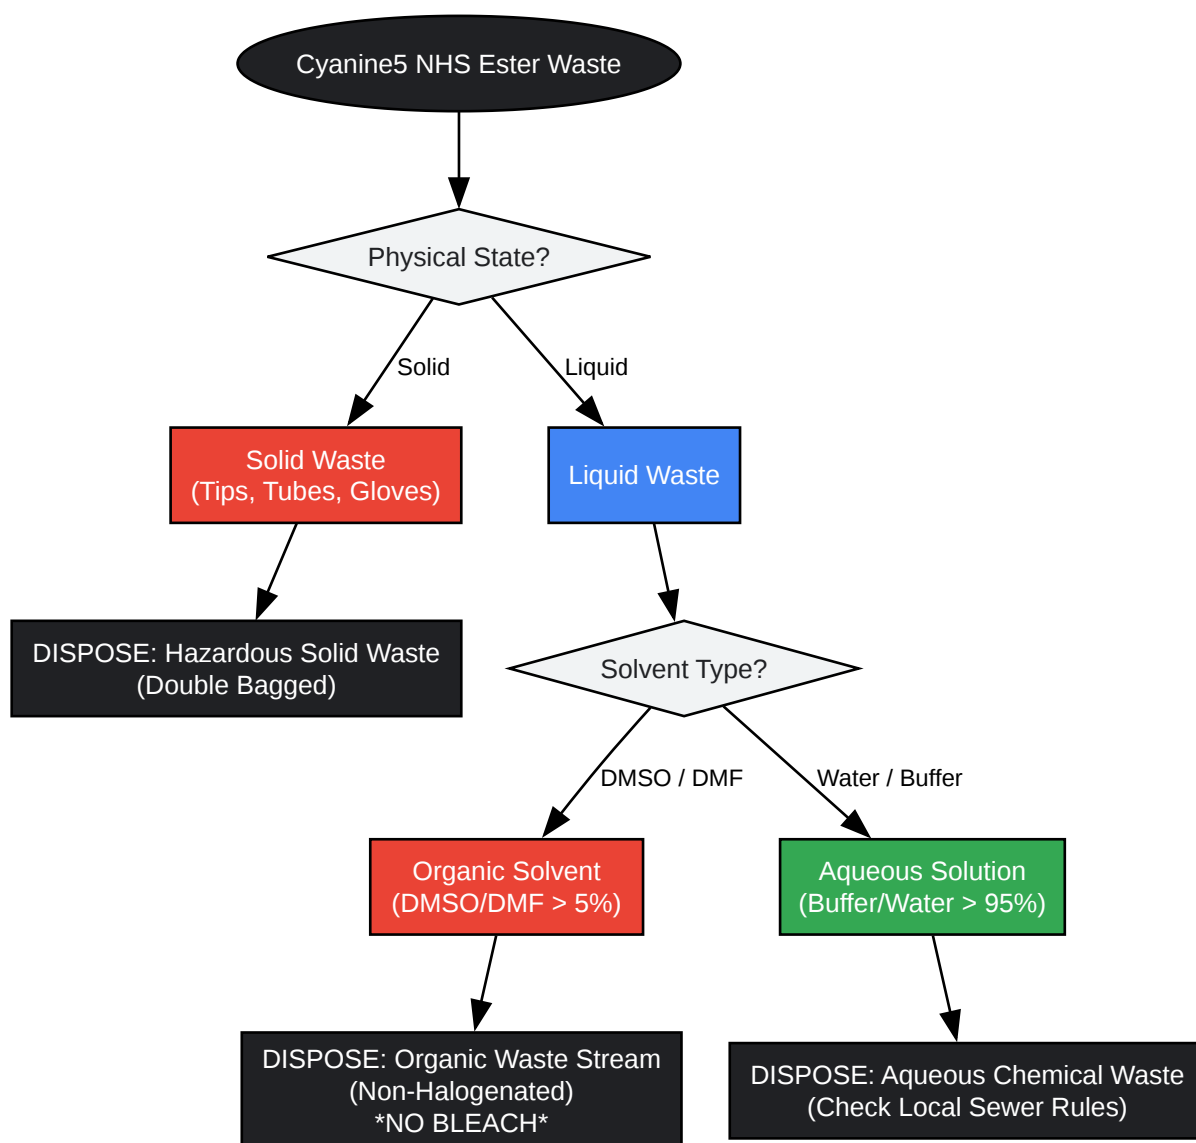 Cyanine5 NHS Ester Waste
Physical State?
Solid
Liquid
Solid Waste
(Tips, Tubes, Gloves)
Liquid Waste
DISPOSE: Hazardous Solid Waste
(Double Bagged)
Solvent Type?
DMSO / DMF
Water / Buffer
Organic Solvent
(DMSO/DMF > 5%)
Aqueous Solution
(Buffer/Water > 95%)
DISPOSE: Organic Waste Stream
(Non-Halogenated)
*NO BLEACH*
DISPOSE: Aqueous Chemical Waste
(Check Local Sewer Rules)